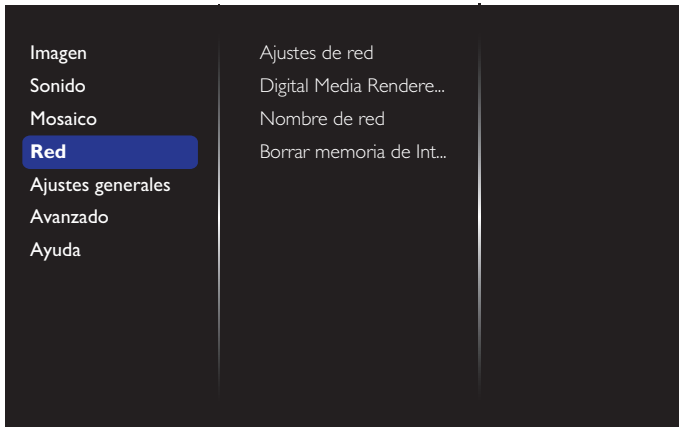 Imagen
Sonido
Mosaico
Red
Ajustes generales
Avanzado
Ayuda
Ajustes de red
Digital Media Rendere...
Nombre de red
Borrar memoria de Int...